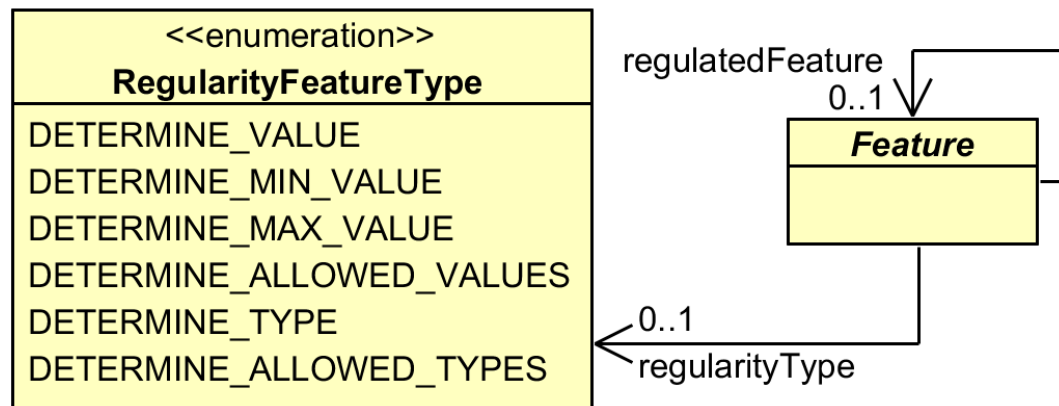 <<enumeration>>
RegularityFeatureType
DETERMINE_VALUE
DETERMINE_MIN_VALUE
DETERMINE_MAX_VALUE
DETERMINE_ALLOWED_VALUES
DETERMINE_TYPE
DETERMINE_ALLOWED_TYPES
regulatedFeature
0..1
Feature
0..1
regularityType